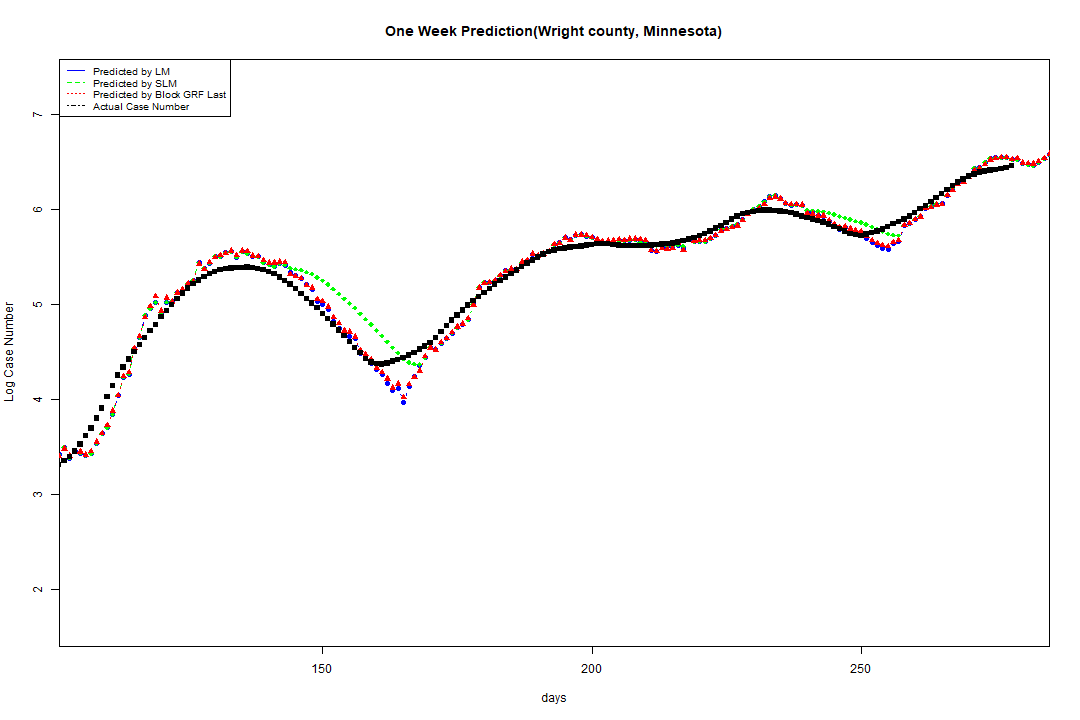 One Week Prediction(Wright county, Minnesota)
Predicted by LM
Predicted by SLM
Predicted by Block GRF Last
Actual Case Number
7
6
5
4
3
2
Log Case Number
150
200
250
days